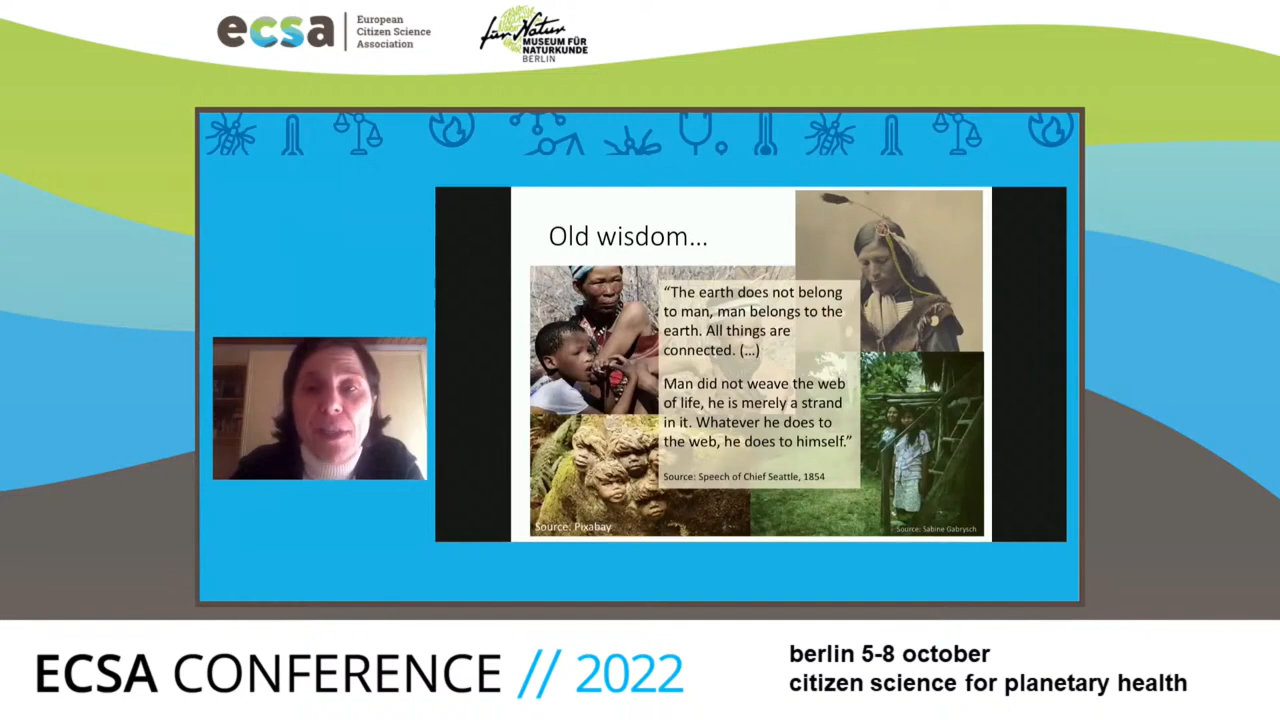 ecsa
European
Citizen Science
Association
für Natur
MUSEUM FÜR
NATURKUNDE
BERLIN
Old wisdom...
“The earth does not belong
to man, man belongs to the
earth. All things are
connected. (...)
Man did not weave the web
of life, he is merely a strand
in it. Whatever he does to
the web, he does to himself.”
Source: Speech of Chief Seattle, 1854
Source: Pixabay
Source: Sabine Gabrysch
ECSA CONFERENCE // 2022
berlin 5-8 october
citizen science for planetary health